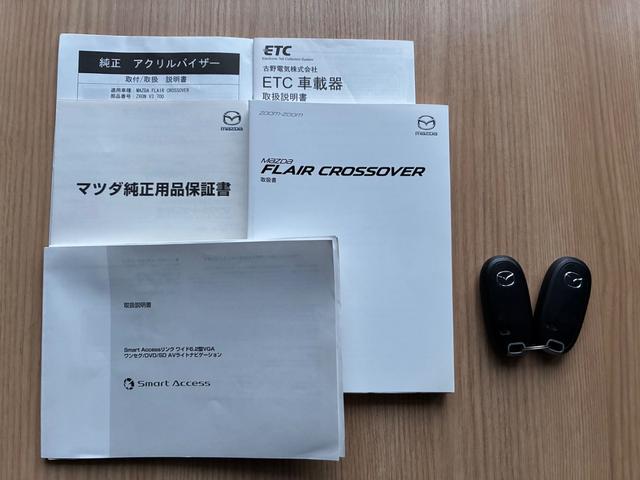 純正 アクリルバイザー
取付/取扱 説明書
適用車種：MAZDA FLAIR CROSSOVER
ETC
Electronic Toll Collection System
古野電気株式会社
ETC 車載器
取扱説明書
mazda
マツダ純正用品保証書
zoom-zoom
mazda
mazda
FLAIR CROSSOVER
取扱書
取扱説明書
Smart Accessリンク ワイド6.2型VGA
ワンセグ/DVD/SD AVライトナビゲーション
Smart Access